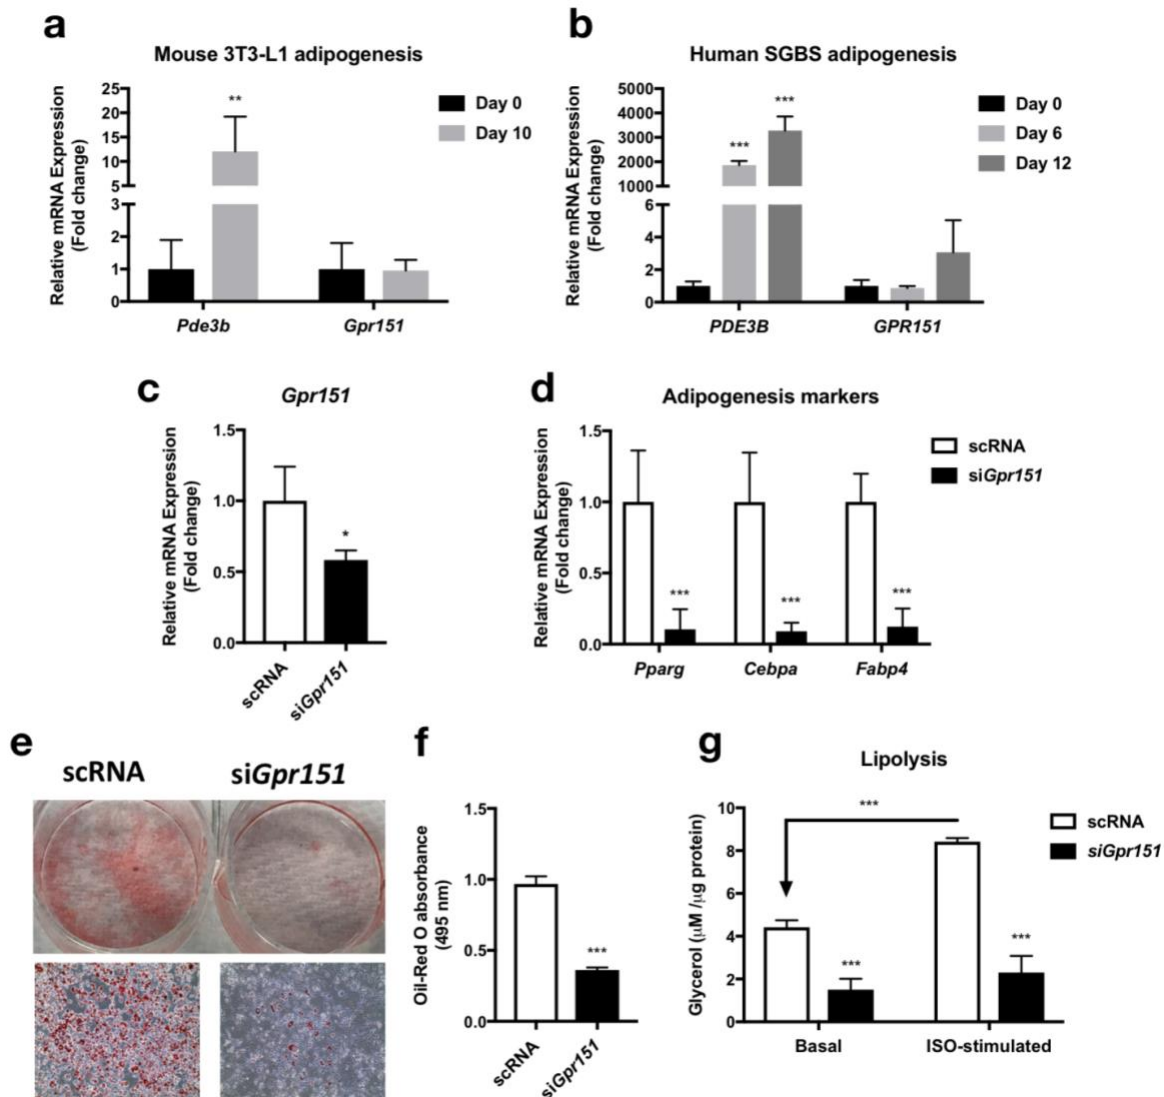 a
Mouse 3T3-L1 adipogenesis
Relative mRNA Expression
(Fold change)
25
20
15
10
5
3
2
1
0
**
Pde3b
Gpr151
Day 0
Day 10
b
Human SGBS adipogenesis
Relative mRNA Expression
(Fold change)
5000
4000
3000
2000
1000
6
4
2
0
***
***
PDE3B
GPR151
Day 0
Day 6
Day 12
c
Gpr151
Relative mRNA Expression
(Fold change)
1.5
1.0
0.5
0.0
*
scRNA
siGpr151
d
Adipogenesis markers
Relative mRNA Expression
(Fold change)
1.5
1.0
0.5
0.0
***
***
***
Pparg
Cebpa
Fabp4
scRNA
siGpr151
e
scRNA
siGpr151
f
Oil-Red O absorbance
(495 nm)
1.5
1.0
0.5
0.0
***
scRNA
siGpr151
g
Lipolysis
Glycerol (μM /μg protein)
10
8
6
4
2
0
***
***
***
Basal
ISO-stimulated
scRNA
siGpr151